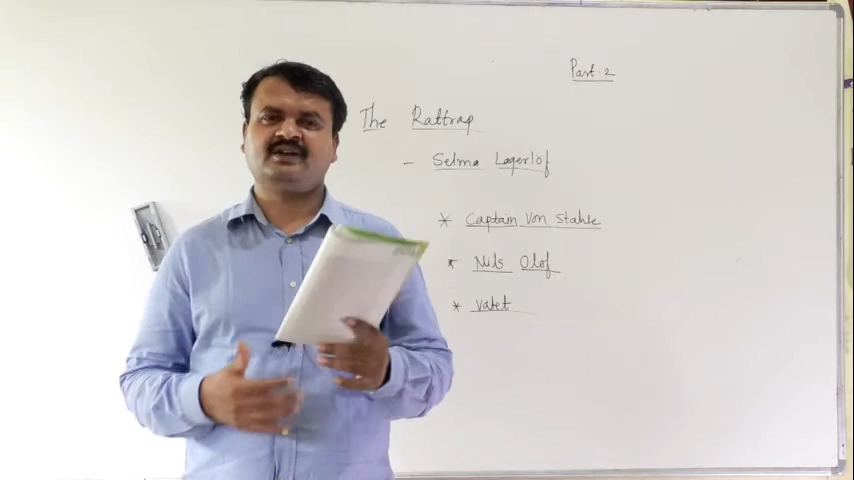 Part-2
The Rattrap
- Selma Lagerlof
* Captain Von Stahle
* Nils Olof
* Valet